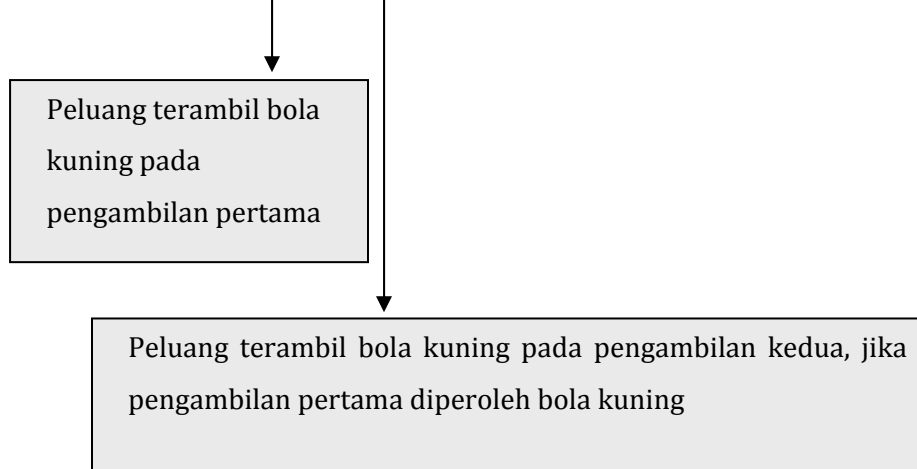 Peluang terambil bola
kuning pada
pengambilan pertama
Peluang terambil bola kuning pada pengambilan kedua, jika
pengambilan pertama diperoleh bola kuning